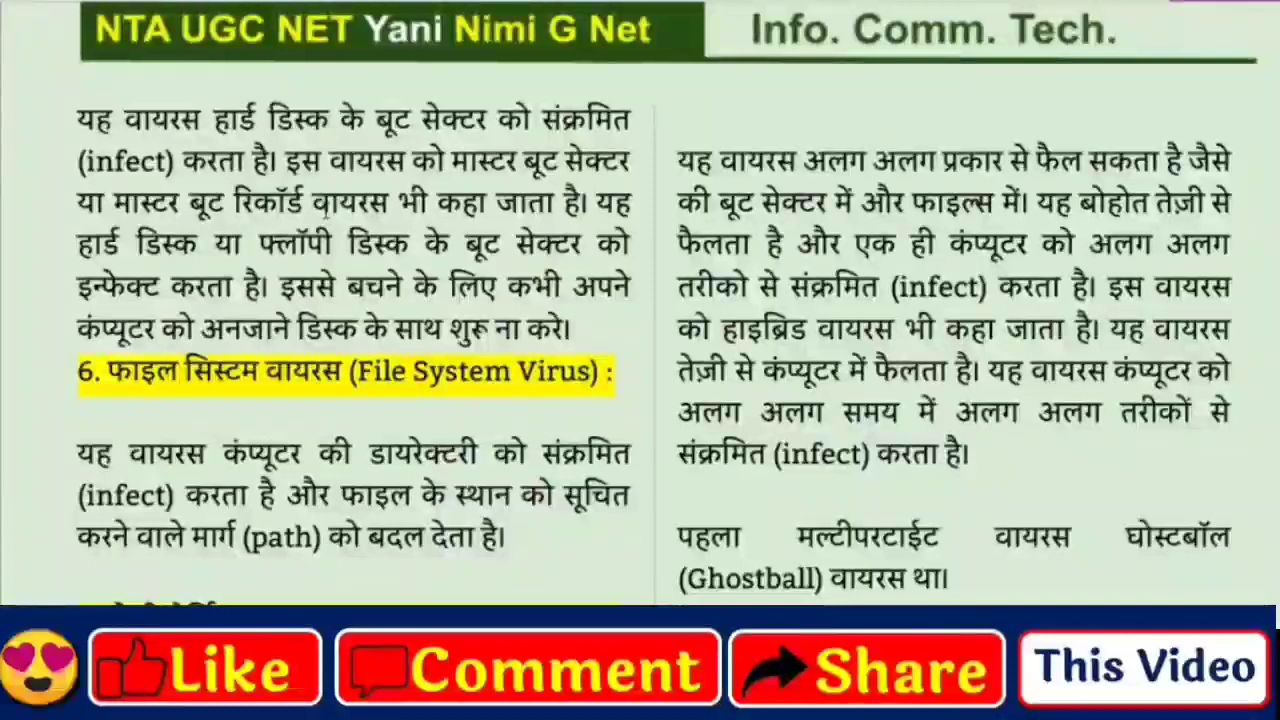 NTA UGC NET Yani Nimi G Net
Info. Comm. Tech.
यह वायरस हार्ड डिस्क के बूट सेक्टर को संक्रमित
(infect) करता है। इस वायरस को मास्टर बूट सेक्टर
या मास्टर बूट रिकॉर्ड वायरस भी कहा जाता है। यह
हार्ड डिस्क या फ्लॉपी डिस्क के बूट सेक्टर को
इन्फेक्ट करता है। इससे बचने के लिए कभी अपने
कंप्यूटर को अनजाने डिस्क के साथ शुरू ना करे।
6. फाइल सिस्टम वायरस (File System Virus) :
यह वायरस कंप्यूटर की डायरेक्टरी को संक्रमित
(infect) करता है और फाइल के स्थान को सूचित
करने वाले मार्ग (path) को बदल देता है।
यह वायरस अलग अलग प्रकार से फैल सकता है जैसे
की बूट सेक्टर में और फाइल्स में। यह बोहोत तेज़ी से
फैलता है और एक ही कंप्यूटर को अलग अलग
तरीको से संक्रमित (infect) करता है। इस वायरस
को हाइब्रिड वायरस भी कहा जाता है। यह वायरस
तेज़ी से कंप्यूटर में फैलता है। यह वायरस कंप्यूटर को
अलग अलग समय में अलग अलग तरीकों से
संक्रमित (infect) करता है।
पहला मल्टीपरटाईट वायरस घोस्टबॉल
(Ghostball) वायरस था।
Like Comment Share This Video